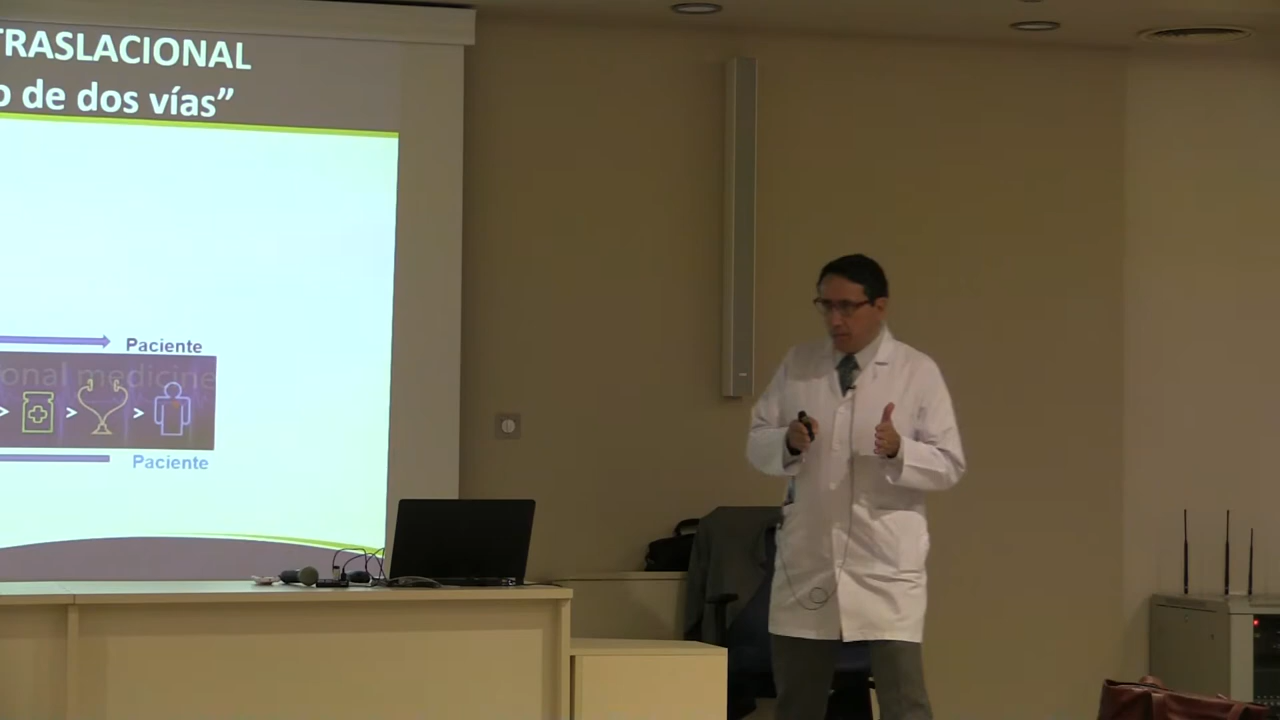 TRASLACIONAL
o de dos vías”
Paciente
onal medicine
> > >
Paciente